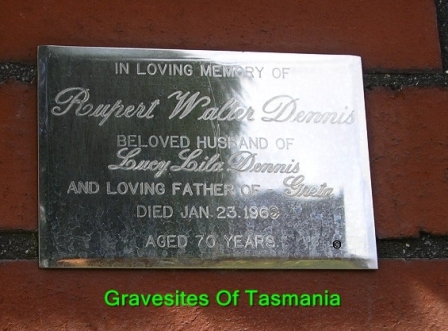 IN LOVING MEMORY OF
Rupert Walter Dennis
BELOVED HUSBAND OF
Lucy Lila Dennis
AND LOVING FATHER OF Greta
DIED JAN. 23. 1969
AGED 70 YEARS.
Gravesites Of Tasmania